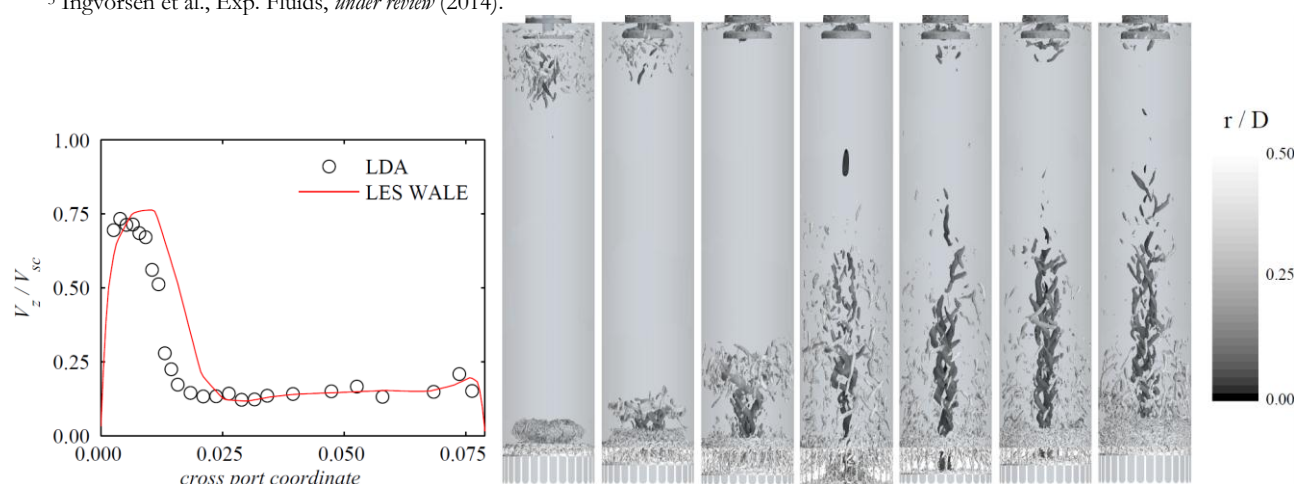 ³ Ingvorsen et al., Exp. Fluids, under review (2014).
1.00
0.75
0.50
0.25
0.00
V_z / V_sc
LDA
LES WALE
0.000
0.025
0.050
0.075
cross port coordinate
r / D
0.50
0.25
0.00